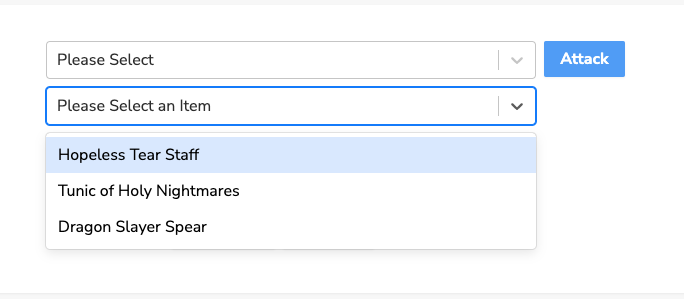 Please Select
Attack
Please Select an Item
Hopeless Tear Staff
Tunic of Holy Nightmares
Dragon Slayer Spear